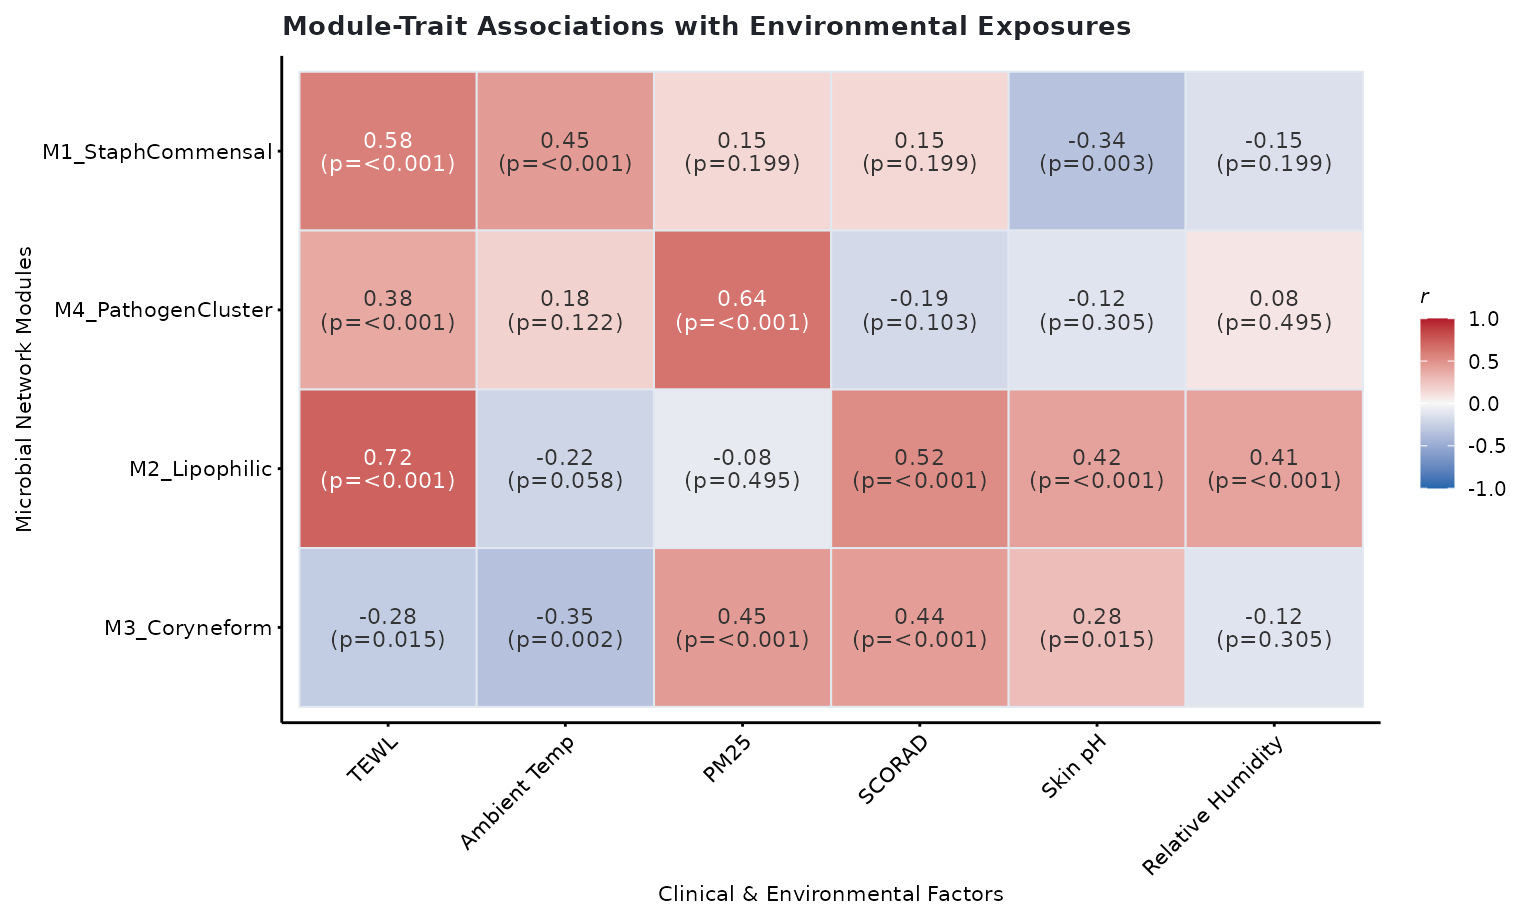 Module-Trait Associations with Environmental Exposures
Microbial Network Modules
M1_StaphCommensal
0.58
(p=<0.001)
0.45
(p=<0.001)
0.15
(p=0.199)
0.15
(p=0.199)
-0.34
(p=0.003)
-0.15
(p=0.199)
M4_PathogenCluster
0.38
(p=<0.001)
0.18
(p=0.122)
0.64
(p=<0.001)
-0.19
(p=0.103)
-0.12
(p=0.305)
0.08
(p=0.495)
M2_Lipophilic
0.72
(p=<0.001)
-0.22
(p=0.058)
-0.08
(p=0.495)
0.52
(p=<0.001)
0.42
(p=<0.001)
0.41
(p=<0.001)
M3_Coryneform
-0.28
(p=0.015)
-0.35
(p=0.002)
0.45
(p=<0.001)
0.44
(p=<0.001)
0.28
(p=0.015)
-0.12
(p=0.305)
TEWL
Ambient Temp
PM25
SCORAD
Skin pH
Relative Humidity
Clinical & Environmental Factors
r
1.0
0.5
0.0
-0.5
-1.0